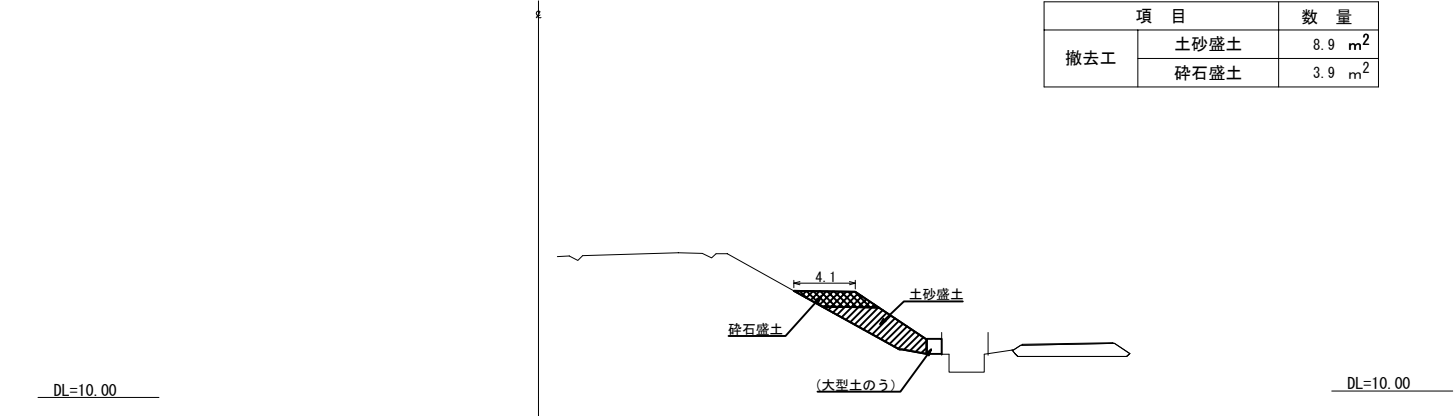 ℄
項 目 数 量
撤去工 土砂盛土 8.9 m²
砕石盛土 3.9 m²
4.1
土砂盛土
砕石盛土
(大型土のう)
DL=10.00
DL=10.00